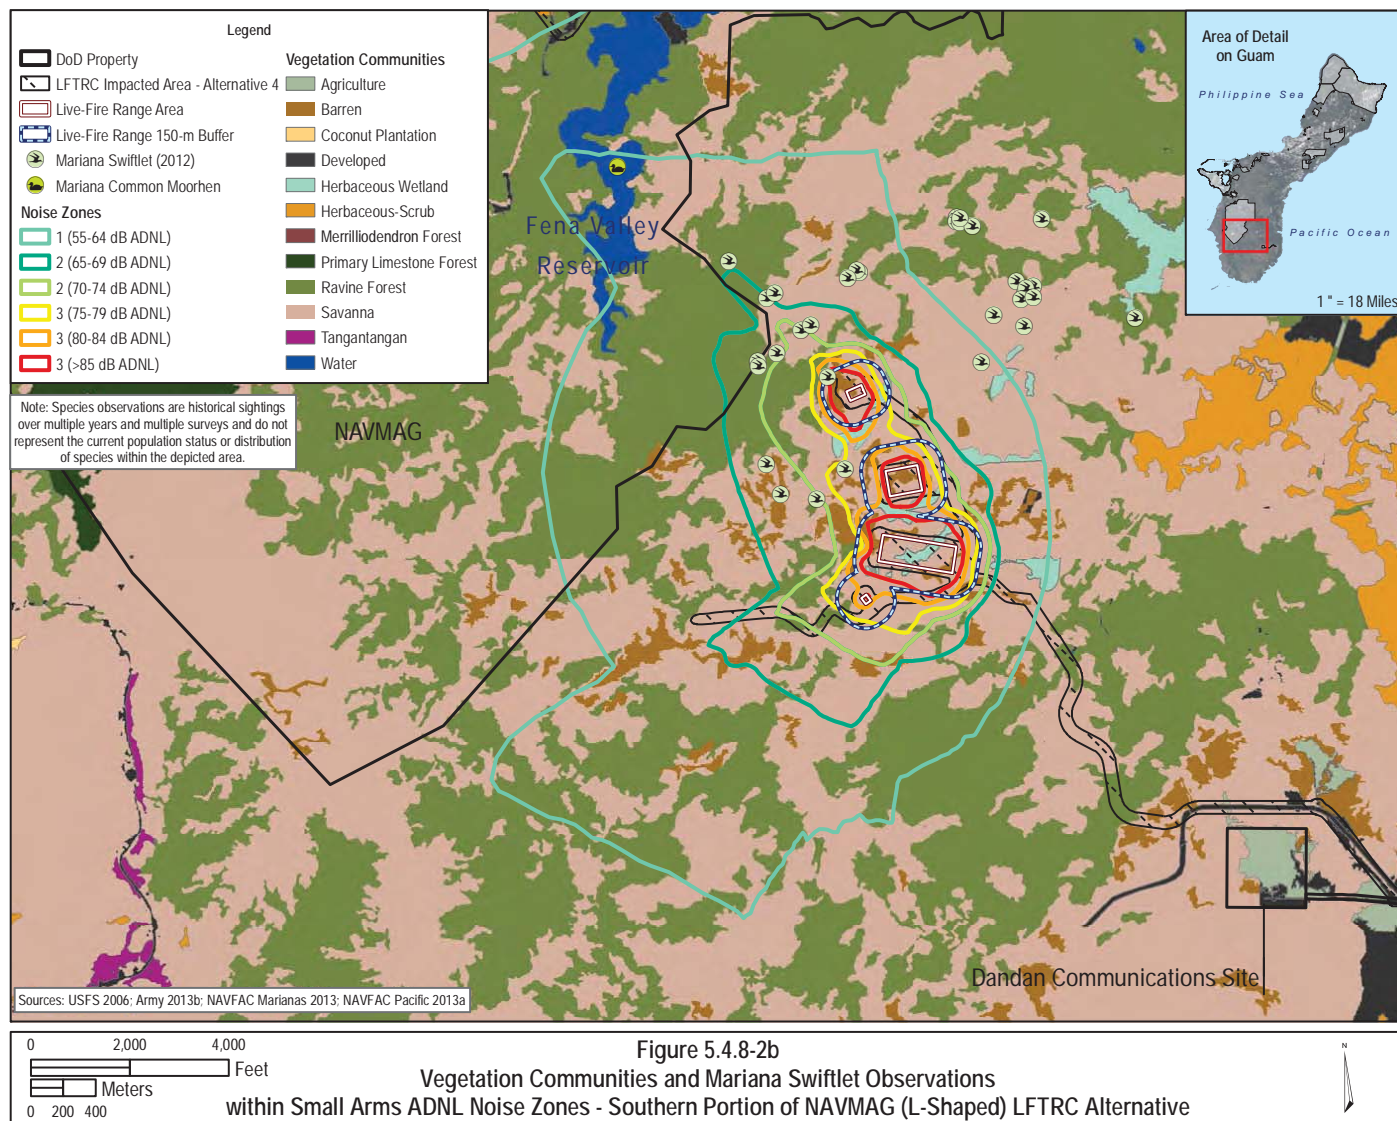 Legend
DoD Property
LFTRC Impacted Area - Alternative 4
Live-Fire Range Area
Live-Fire Range 150-m Buffer
Mariana Swiftlet (2012)
Mariana Common Moorhen
Noise Zones
1 (55-64 dB ADNL)
2 (65-69 dB ADNL)
2 (70-74 dB ADNL)
3 (75-79 dB ADNL)
3 (80-84 dB ADNL)
3 (>85 dB ADNL)
Vegetation Communities
Agriculture
Barren
Coconut Plantation
Developed
Herbaceous Wetland
Herbaceous-Scrub
Merrilliodendron Forest
Primary Limestone Forest
Ravine Forest
Savanna
Tangantangan
Water
Note: Species observations are historical sightings
over multiple years and multiple surveys and do not
represent the current population status or distribution
of species within the depicted area.
Fena Valley
Reservoir
NAVMAG
Area of Detail
on Guam
Philippine Sea
Pacific Ocean
1 " = 18 Miles
Dandan Communications Site
Sources: USFS 2006; Army 2013b; NAVFAC Marianas 2013; NAVFAC Pacific 2013a
0 2,000 4,000
Feet
Meters
0 200 400
Figure 5.4.8-2b
Vegetation Communities and Mariana Swiftlet Observations
within Small Arms ADNL Noise Zones - Southern Portion of NAVMAG (L-Shaped) LFTRC Alternative
N